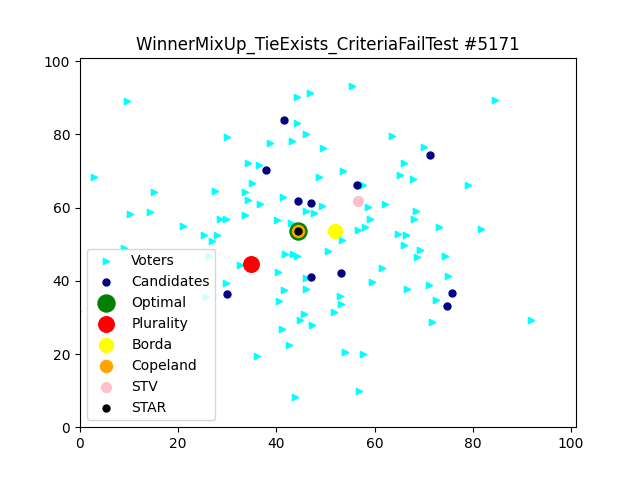 WinnerMixUp_TieExists_CriteriaFailTest #5171
100
80
60
40
20
0
Voters
Candidates
Optimal
Plurality
Borda
Copeland
STV
STAR
0 20 40 60 80 100